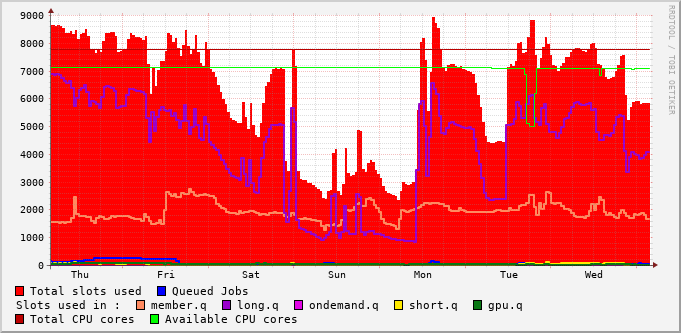 9000
8000
7000
6000
5000
4000
3000
2000
1000
0
Thu Fri Sat Sun Mon Tue Wed
RRDTOOL / TOBI OETIKER
Total slots used Queued Jobs
Slots used in : member.q long.q ondemand.q short.q gpu.q
Total CPU cores Available CPU cores